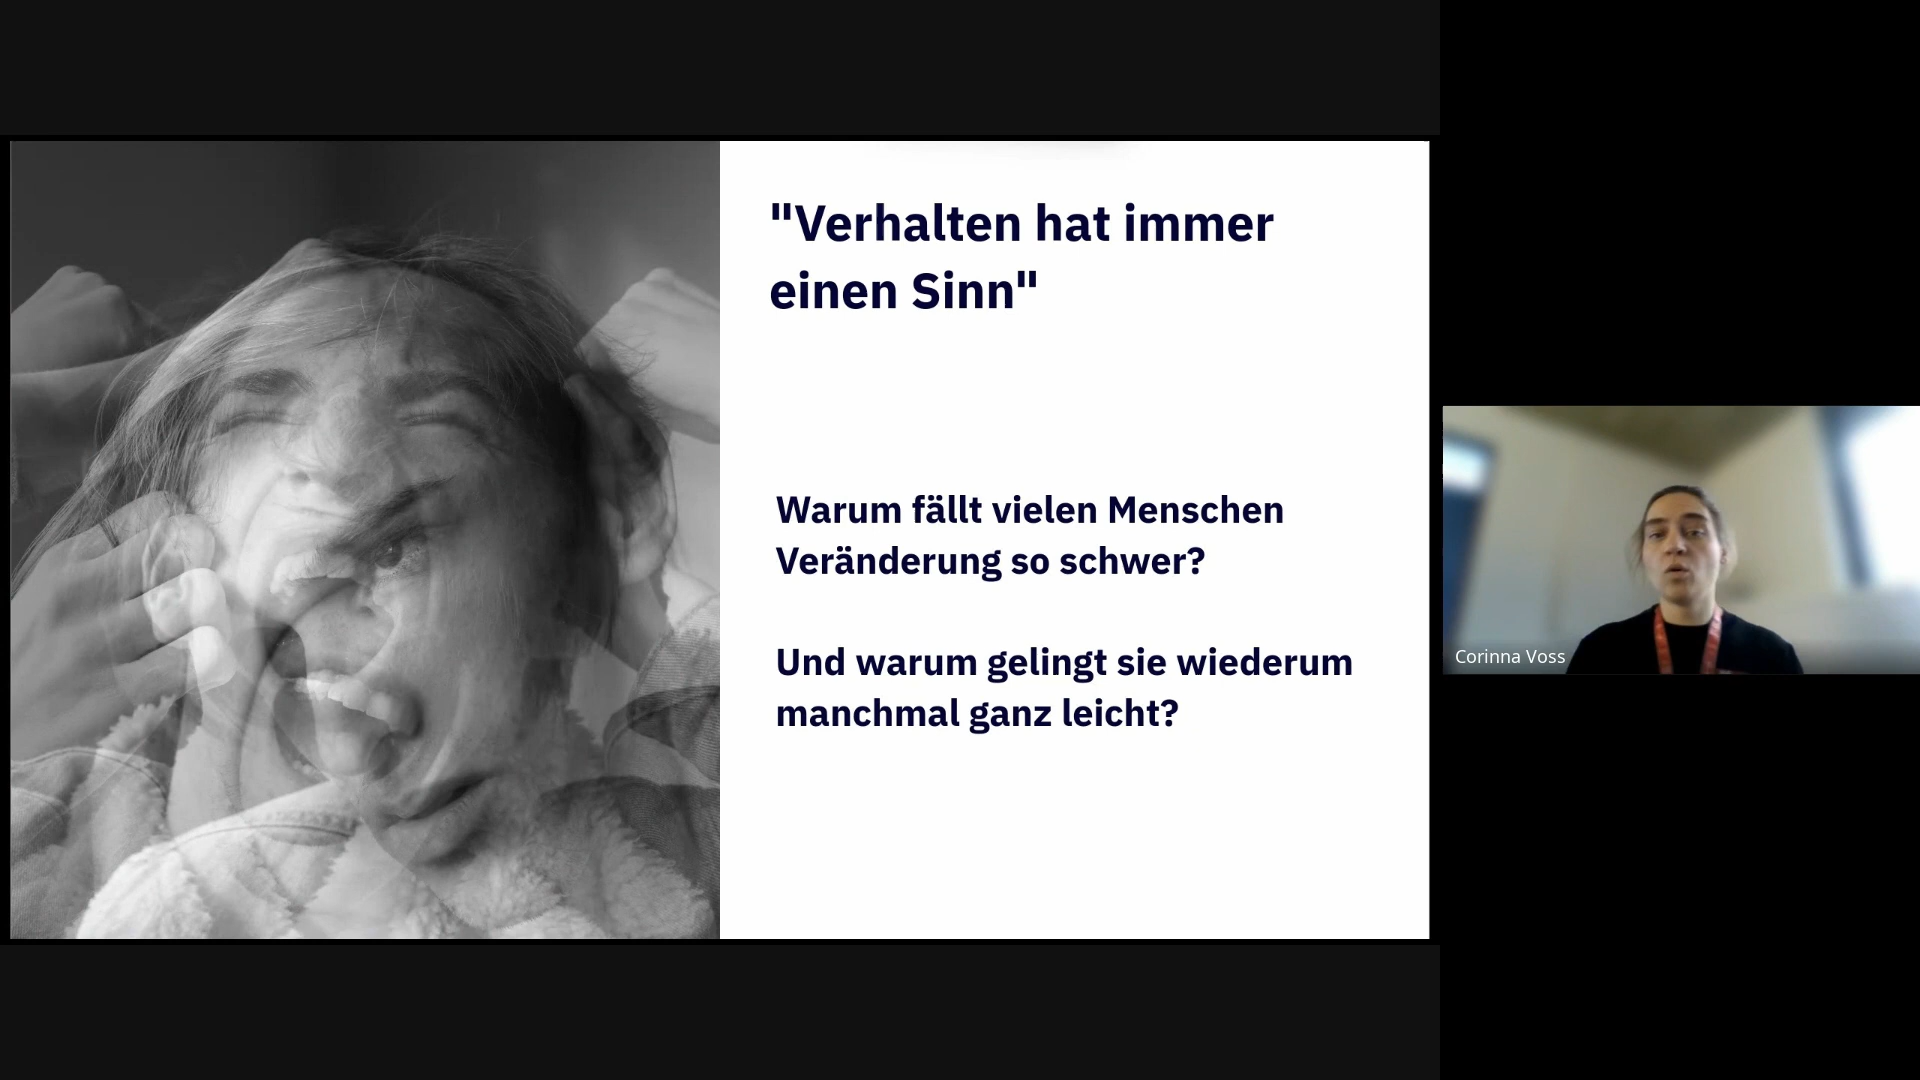 "Verhalten hat immer
einen Sinn"
Warum fällt vielen Menschen
Veränderung so schwer?
Und warum gelingt sie wiederum
manchmal ganz leicht?
Corinna Voss